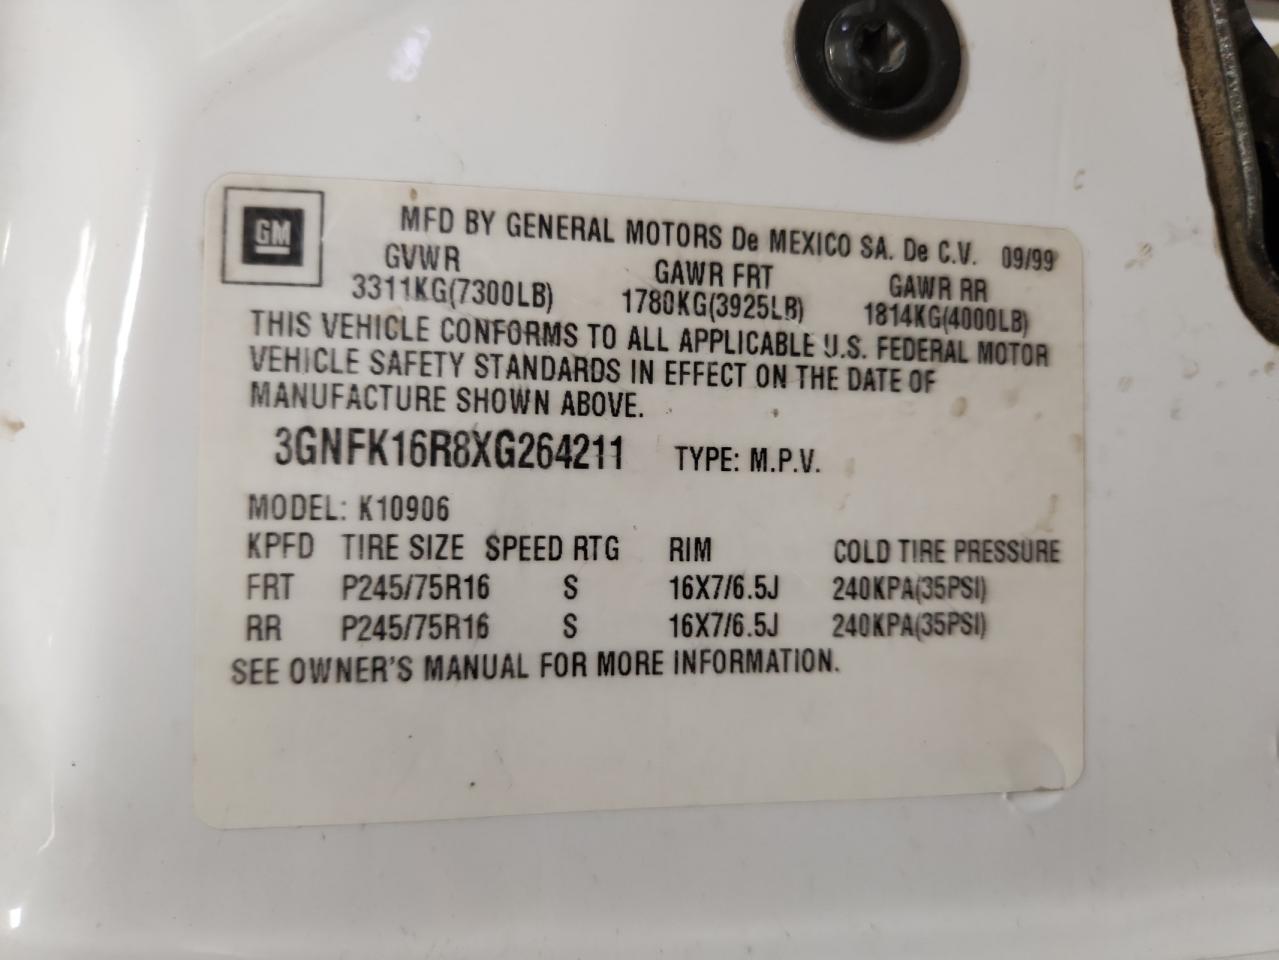 GM
MFD BY GENERAL MOTORS De MEXICO SA. De C.V. 09/99
GVWR GAWR FRT GAWR RR
3311KG(7300LB) 1780KG(3925LB) 1814KG(4000LB)
THIS VEHICLE CONFORMS TO ALL APPLICABLE U.S. FEDERAL MOTOR
VEHICLE SAFETY STANDARDS IN EFFECT ON THE DATE OF
MANUFACTURE SHOWN ABOVE.
3GNFK16R8XG264211 TYPE: M.P.V.
MODEL: K10906
KPFD TIRE SIZE SPEED RTG RIM COLD TIRE PRESSURE
FRT P245/75R16 S 16X7/6.5J 240KPA(35PSI)
RR P245/75R16 S 16X7/6.5J 240KPA(35PSI)
SEE OWNER'S MANUAL FOR MORE INFORMATION.